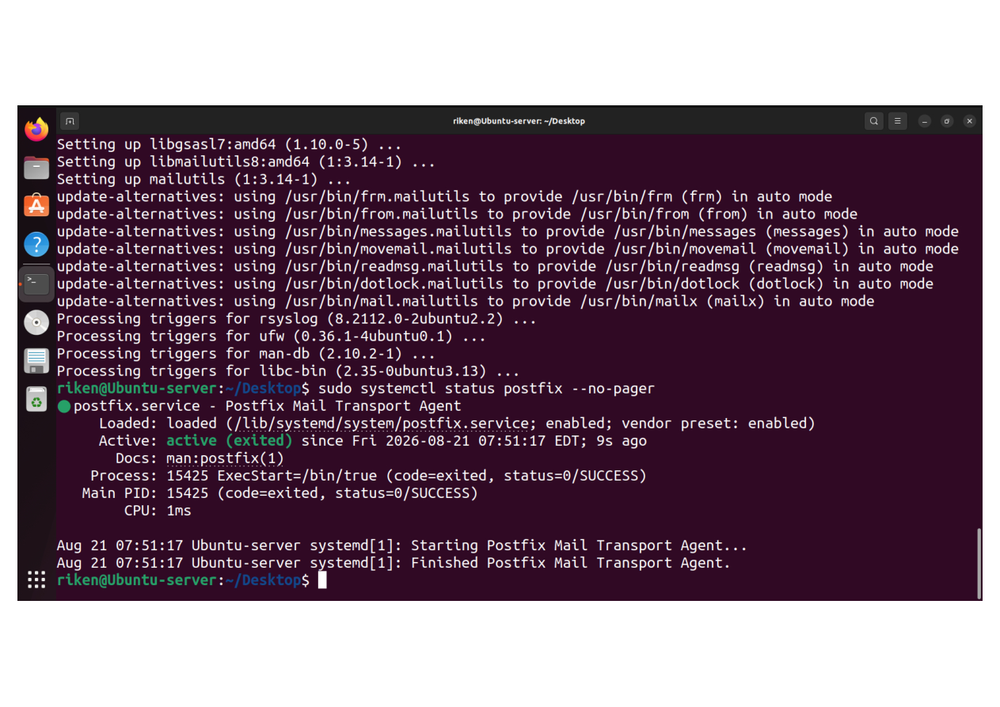 riken@Ubuntu-server: ~/Desktop
Setting up libgsasl7:amd64 (1.10.0-5) ...
Setting up libmailutils8:amd64 (1:3.14-1) ...
Setting up mailutils (1:3.14-1) ...
update-alternatives: using /usr/bin/frm.mailutils to provide /usr/bin/frm (frm) in auto mode
update-alternatives: using /usr/bin/from.mailutils to provide /usr/bin/from (from) in auto mode
update-alternatives: using /usr/bin/messages.mailutils to provide /usr/bin/messages (messages) in auto mode
update-alternatives: using /usr/bin/movemail.mailutils to provide /usr/bin/movemail (movemail) in auto mode
update-alternatives: using /usr/bin/readmsg.mailutils to provide /usr/bin/readmsg (readmsg) in auto mode
update-alternatives: using /usr/bin/dotlock.mailutils to provide /usr/bin/dotlock (dotlock) in auto mode
update-alternatives: using /usr/bin/mail.mailutils to provide /usr/bin/mailx (mailx) in auto mode
Processing triggers for rsyslog (8.2112.0-2ubuntu2.2) ...
Processing triggers for ufw (0.36.1-4ubuntu0.1) ...
Processing triggers for man-db (2.10.2-1) ...
Processing triggers for libc-bin (2.35-0ubuntu3.13) ...
riken@Ubuntu-server:~/Desktop$ sudo systemctl status postfix --no-pager
● postfix.service - Postfix Mail Transport Agent
     Loaded: loaded (/lib/systemd/system/postfix.service; enabled; vendor preset: enabled)
     Active: active (exited) since Fri 2026-08-21 07:51:17 EDT; 9s ago
       Docs: man:postfix(1)
    Process: 15425 ExecStart=/bin/true (code=exited, status=0/SUCCESS)
   Main PID: 15425 (code=exited, status=0/SUCCESS)
        CPU: 1ms
Aug 21 07:51:17 Ubuntu-server systemd[1]: Starting Postfix Mail Transport Agent...
Aug 21 07:51:17 Ubuntu-server systemd[1]: Finished Postfix Mail Transport Agent.
riken@Ubuntu-server:~/Desktop$